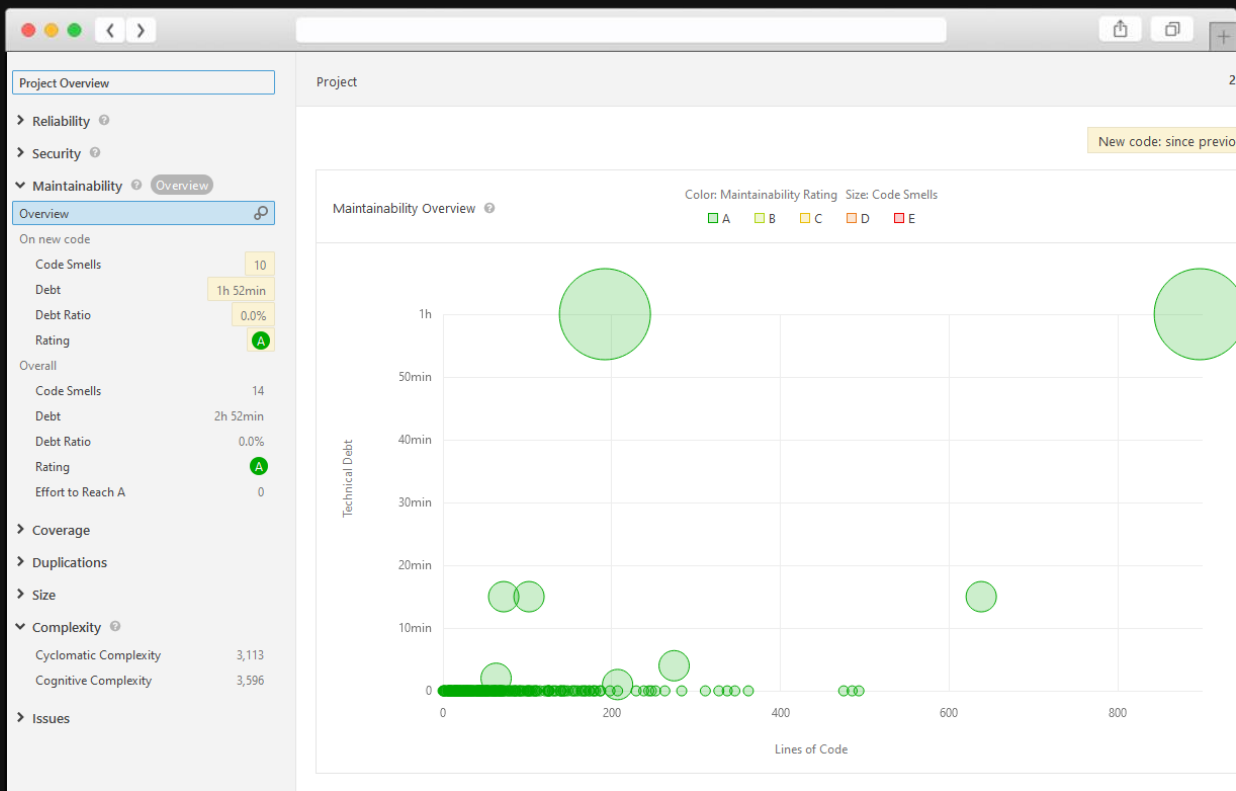 Project Overview
Reliability
Security
Maintainability Overview
Overview
On new code
Code Smells 10
Debt 1h 52min
Debt Ratio 0.0%
Rating A
Overall
Code Smells 14
Debt 2h 52min
Debt Ratio 0.0%
Rating A
Effort to Reach A 0
Coverage
Duplications
Size
Complexity
Cyclomatic Complexity 3,113
Cognitive Complexity 3,596
Issues
Project 2
New code: since previo
Maintainability Overview
Color: Maintainability Rating Size: Code Smells
A B C D E
1h
50min
40min
30min
20min
10min
0
Technical Debt
0 200 400 600 800
Lines of Code